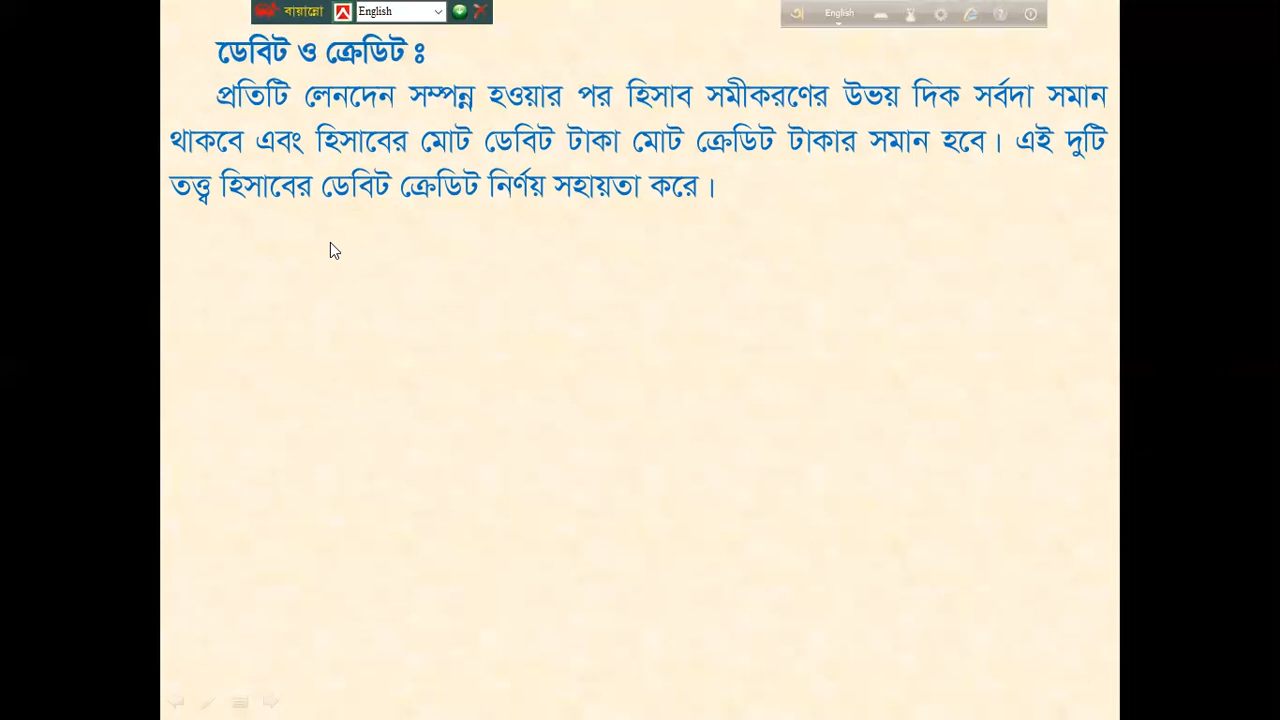 বায়ান্নো English
English
ডেবিট ও ক্রেডিট ঃ
প্রতিটি লেনদেন সম্পন্ন হওয়ার পর হিসাব সমীকরণের উভয় দিক সর্বদা সমান
থাকবে এবং হিসাবের মোট ডেবিট টাকা মোট ক্রেডিট টাকার সমান হবে। এই দুটি
তত্ত্ব হিসাবের ডেবিট ক্রেডিট নির্ণয় সহায়তা করে।